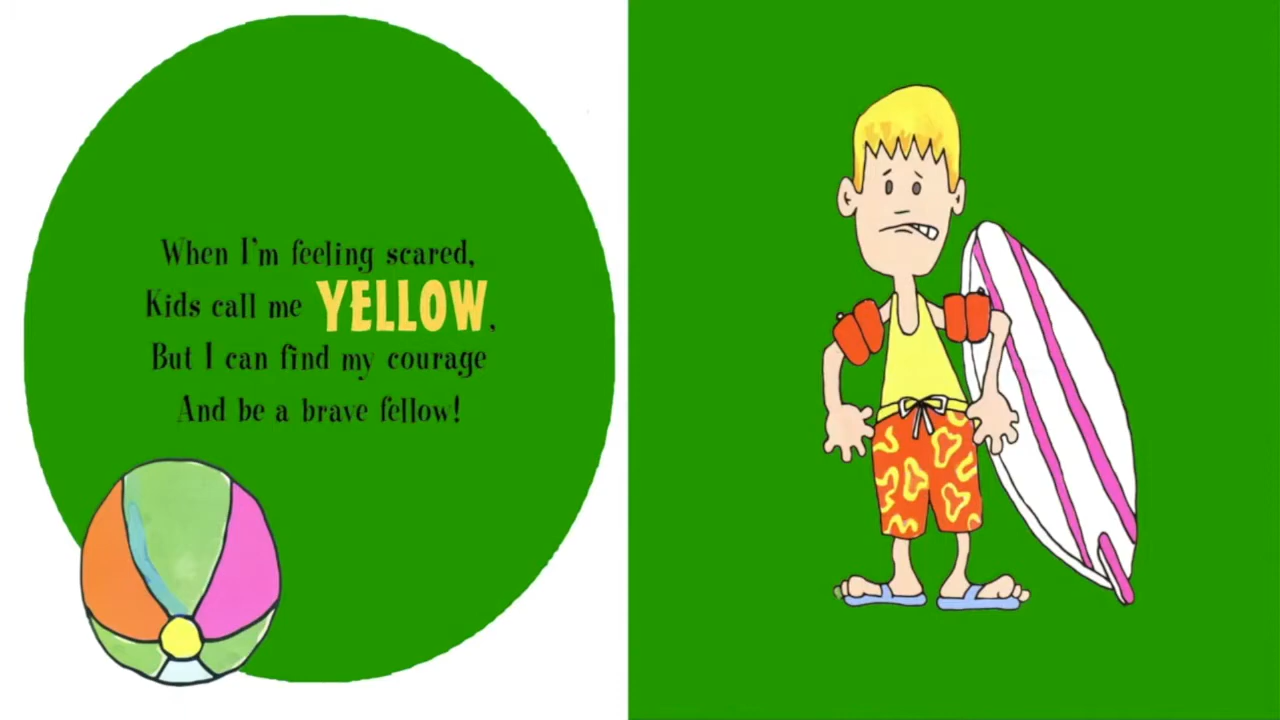 When I'm feeling scared,
Kids call me YELLOW,
But I can find my courage
And be a brave fellow!